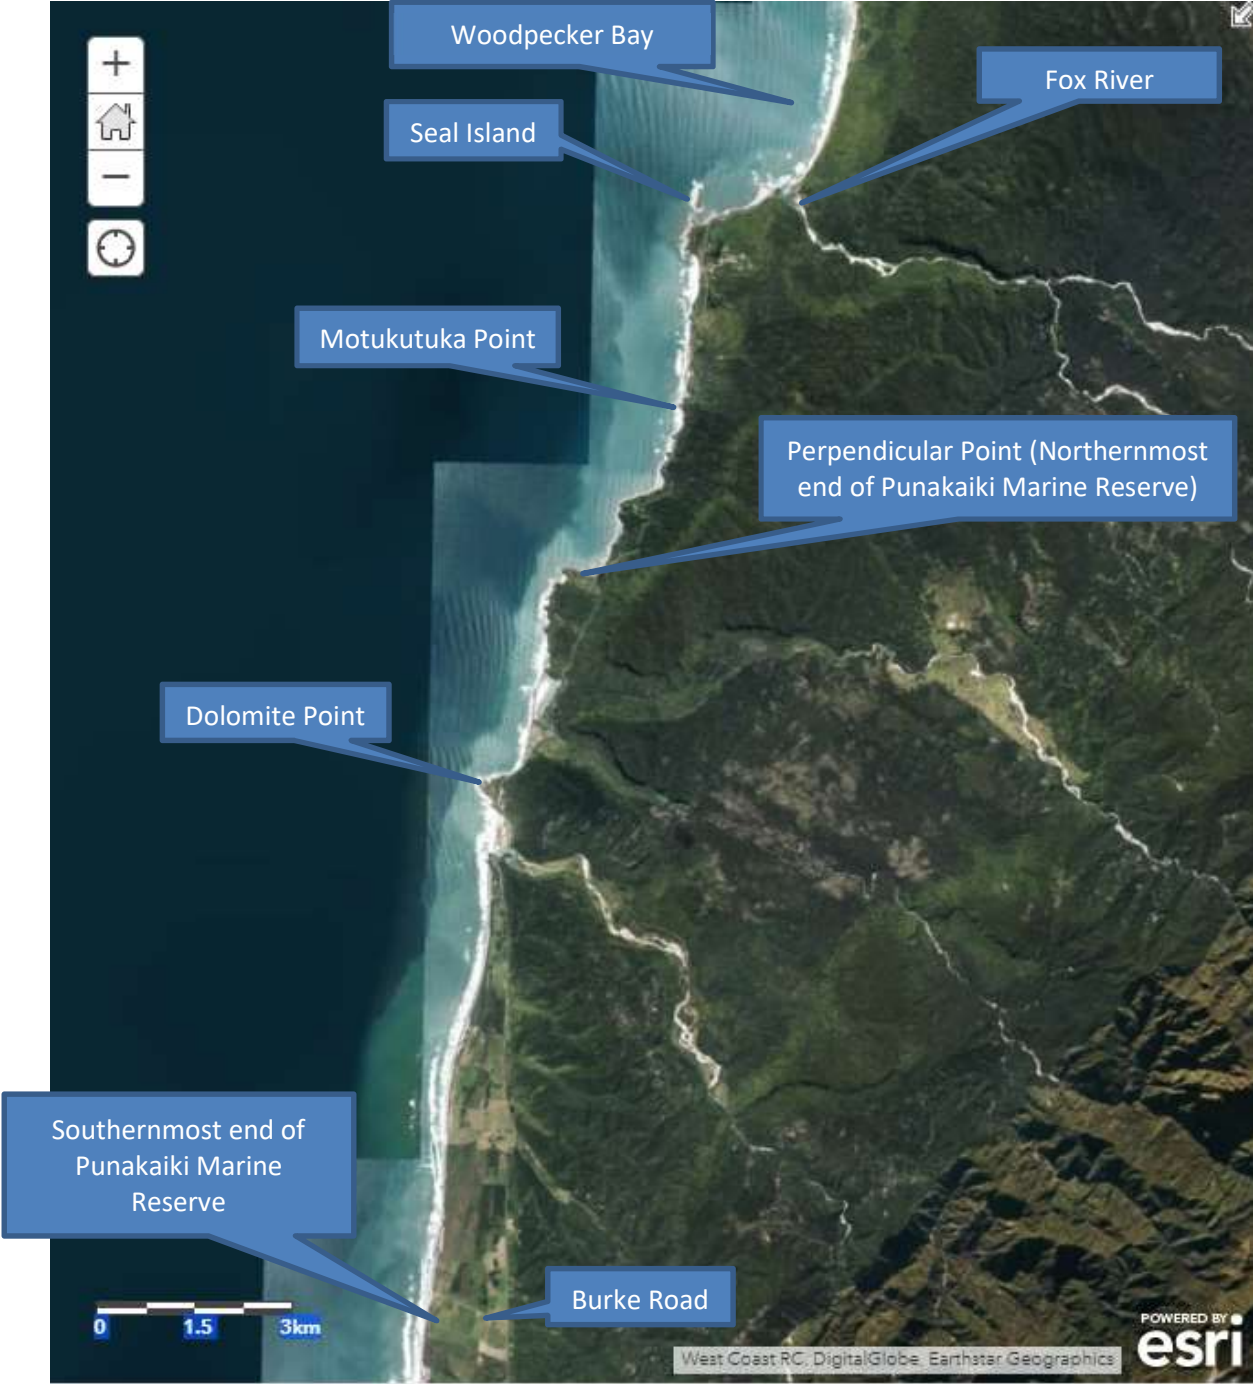 Woodpecker Bay
Fox River
Seal Island
Motukutuka Point
Perpendicular Point (Northernmost
end of Punakaiki Marine Reserve)
Dolomite Point
Southernmost end of
Punakaiki Marine
Reserve
Burke Road
0 1.5 3km
POWERED BY
esri
West Coast RC, DigitalGlobe, Earthstar Geographics